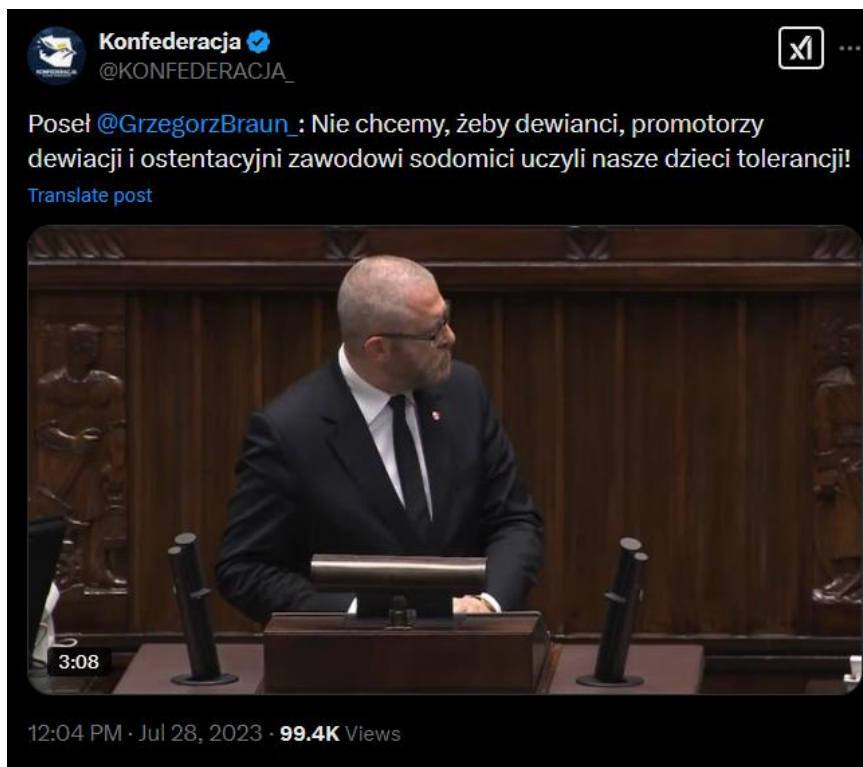 Konfederacja
@KONFEDERACJA_
Poseł @GrzegorzBraun_: Nie chcemy, żeby dewianci, promotorzy
dewiacji i ostentacyjni zawodowi sodomici uczyli nasze dzieci tolerancji!
Translate post
3:08
12:04 PM · Jul 28, 2023 · 99.4K Views